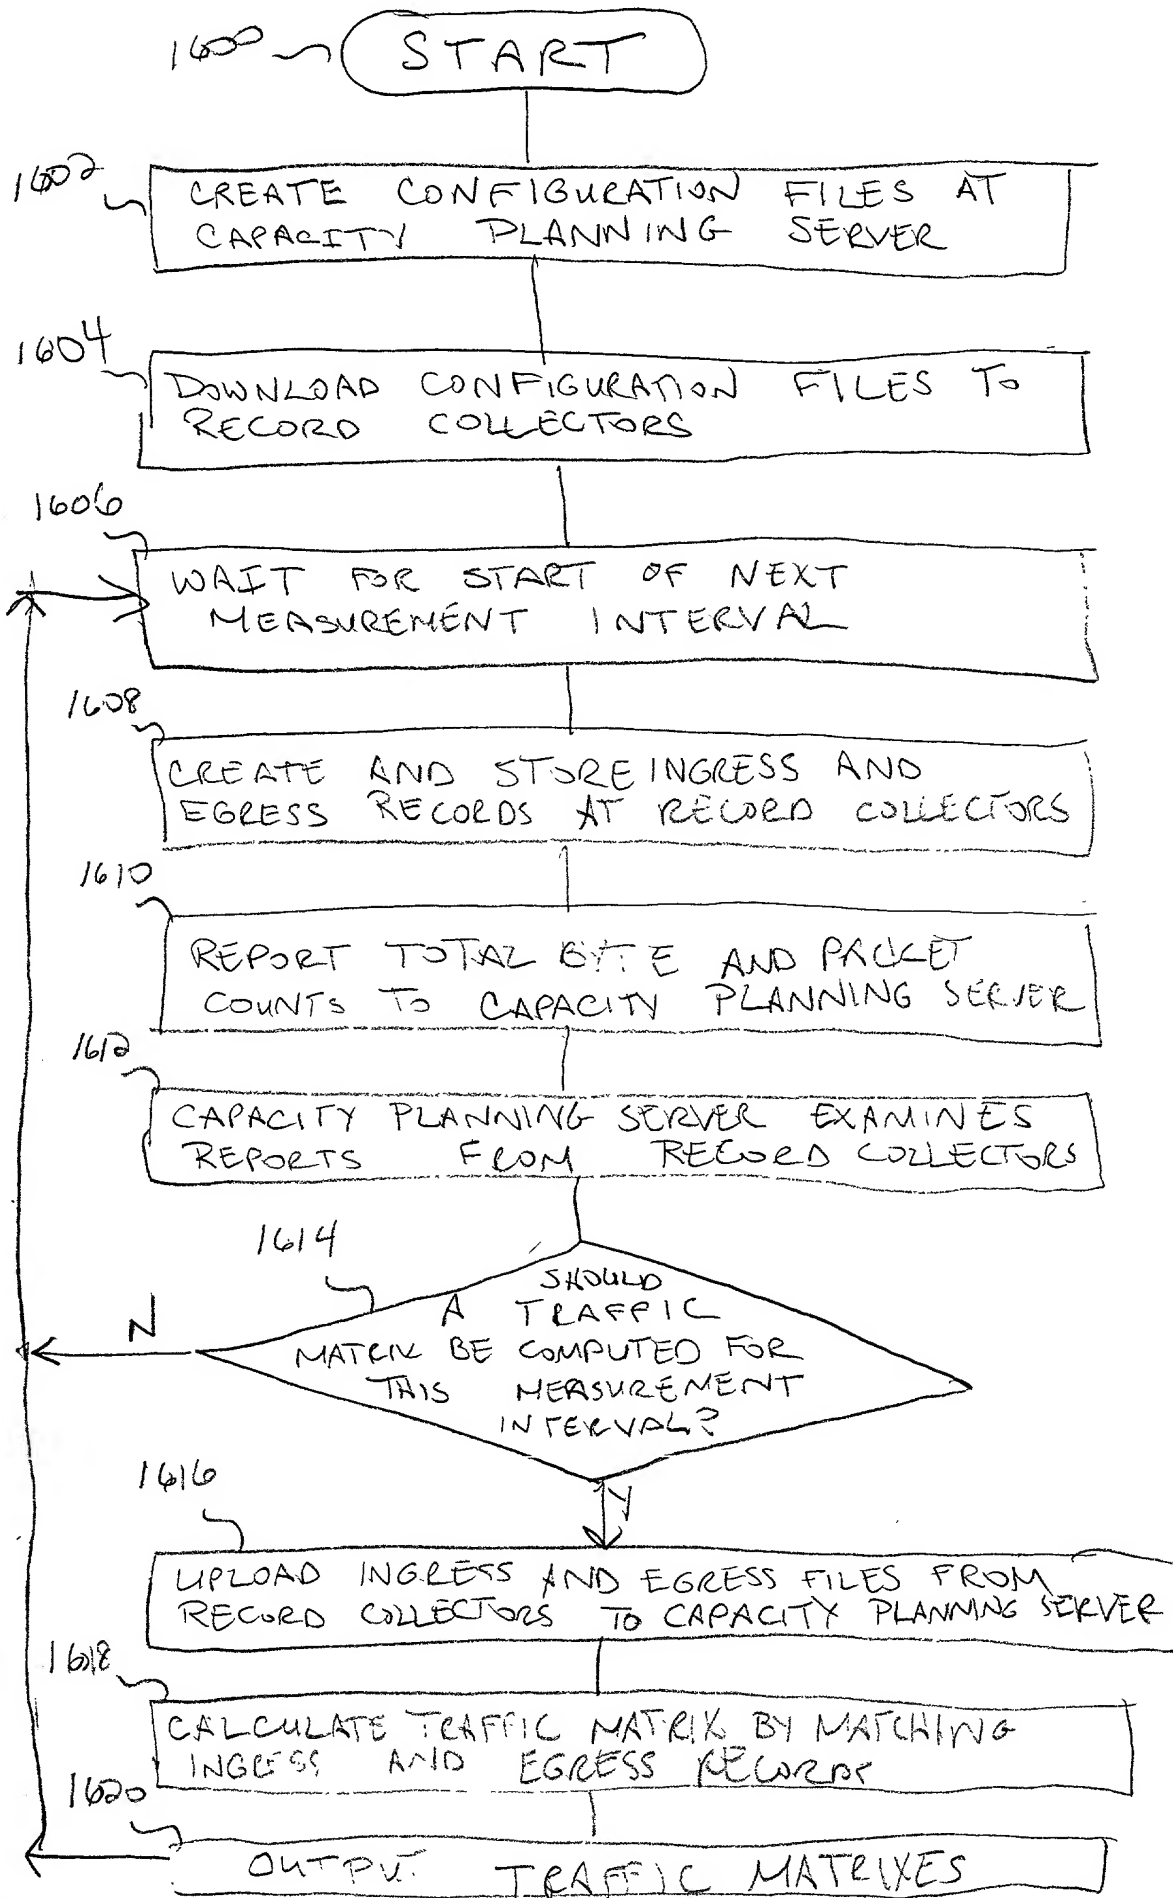 1600
START
1602
CREATE CONFIGURATION FILES AT
CAPACITY PLANNING SERVER
1604
DOWNLOAD CONFIGURATION FILES TO
RECORD COLLECTORS
1606
WAIT FOR START OF NEXT
MEASUREMENT INTERVAL
1608
CREATE AND STORE INGRESS AND
EGRESS RECORDS AT RECORD COLLECTORS
1610
REPORT TOTAL BYTE AND PACKET
COUNTS TO CAPACITY PLANNING SERVER
1612
CAPACITY PLANNING SERVER EXAMINES
REPORTS FROM RECORD COLLECTORS
1614
SHOULD
A TRAFFIC
MATRIX BE COMPUTED FOR
THIS MEASUREMENT
INTERVAL?
N
Y
1616
UPLOAD INGRESS AND EGRESS FILES FROM
RECORD COLLECTORS TO CAPACITY PLANNING SERVER
1618
CALCULATE TRAFFIC MATRIX BY MATCHING
INGRESS AND EGRESS RECORDS
1620
OUTPUT TRAFFIC MATRIXES